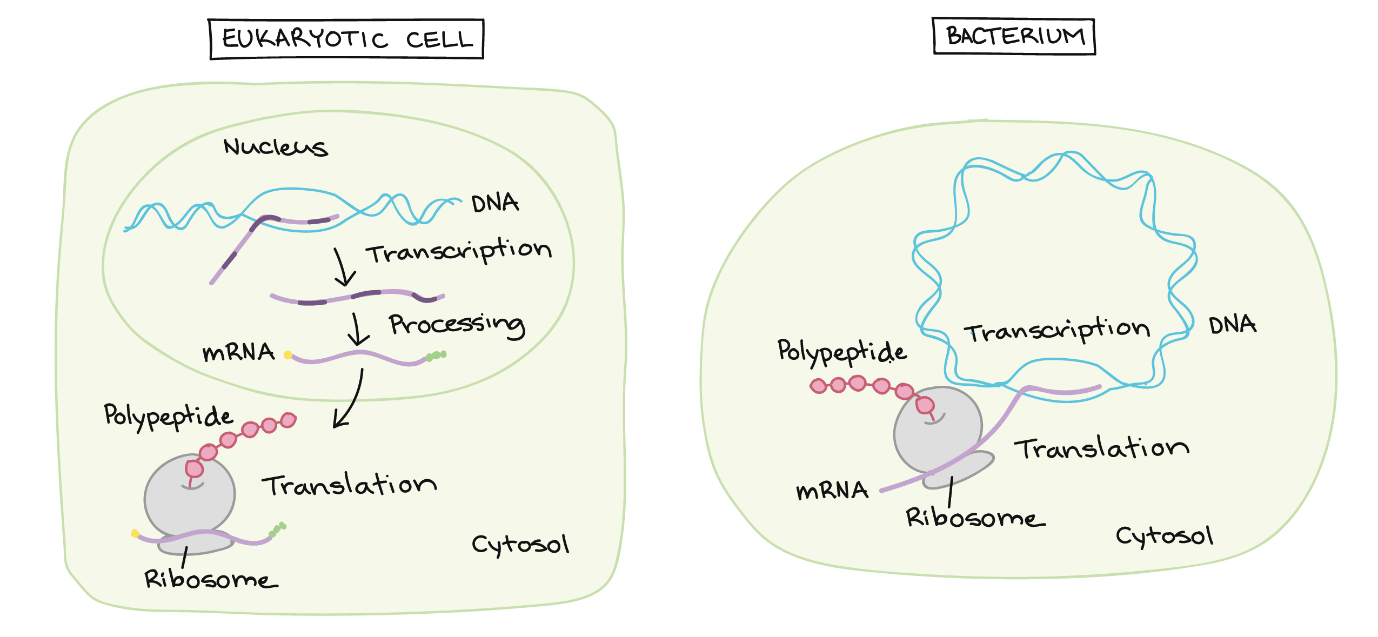 EUKARYOTIC CELL
Nucleus
DNA
Transcription
Processing
mRNA
Polypeptide
Translation
Cytosol
Ribosome
BACTERIUM
Transcription
DNA
Polypeptide
Translation
mRNA
Ribosome
Cytosol